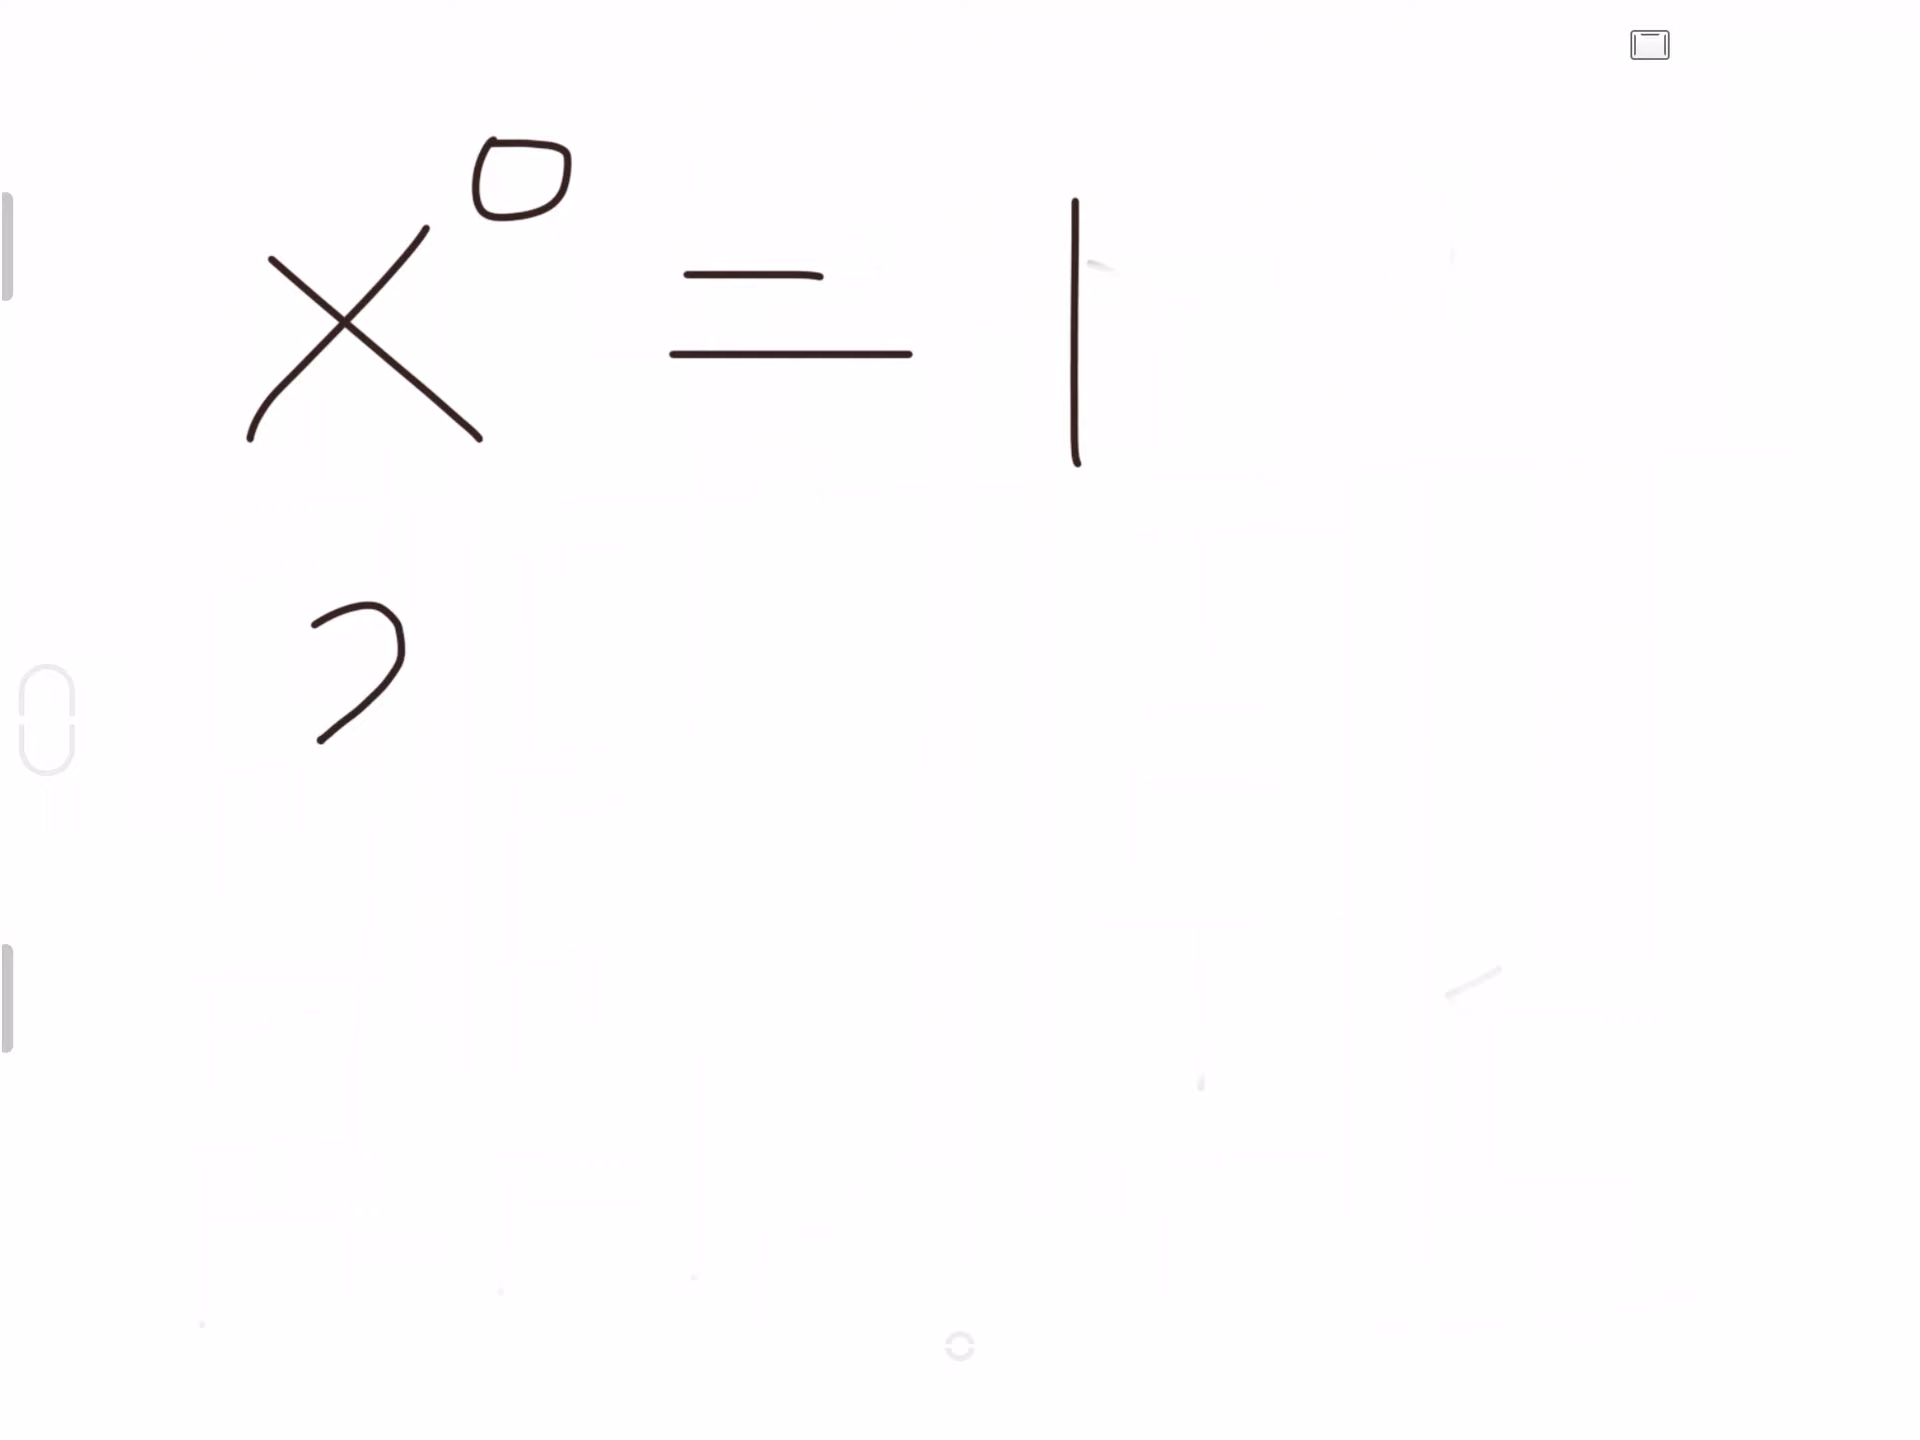 x⁰ = 1